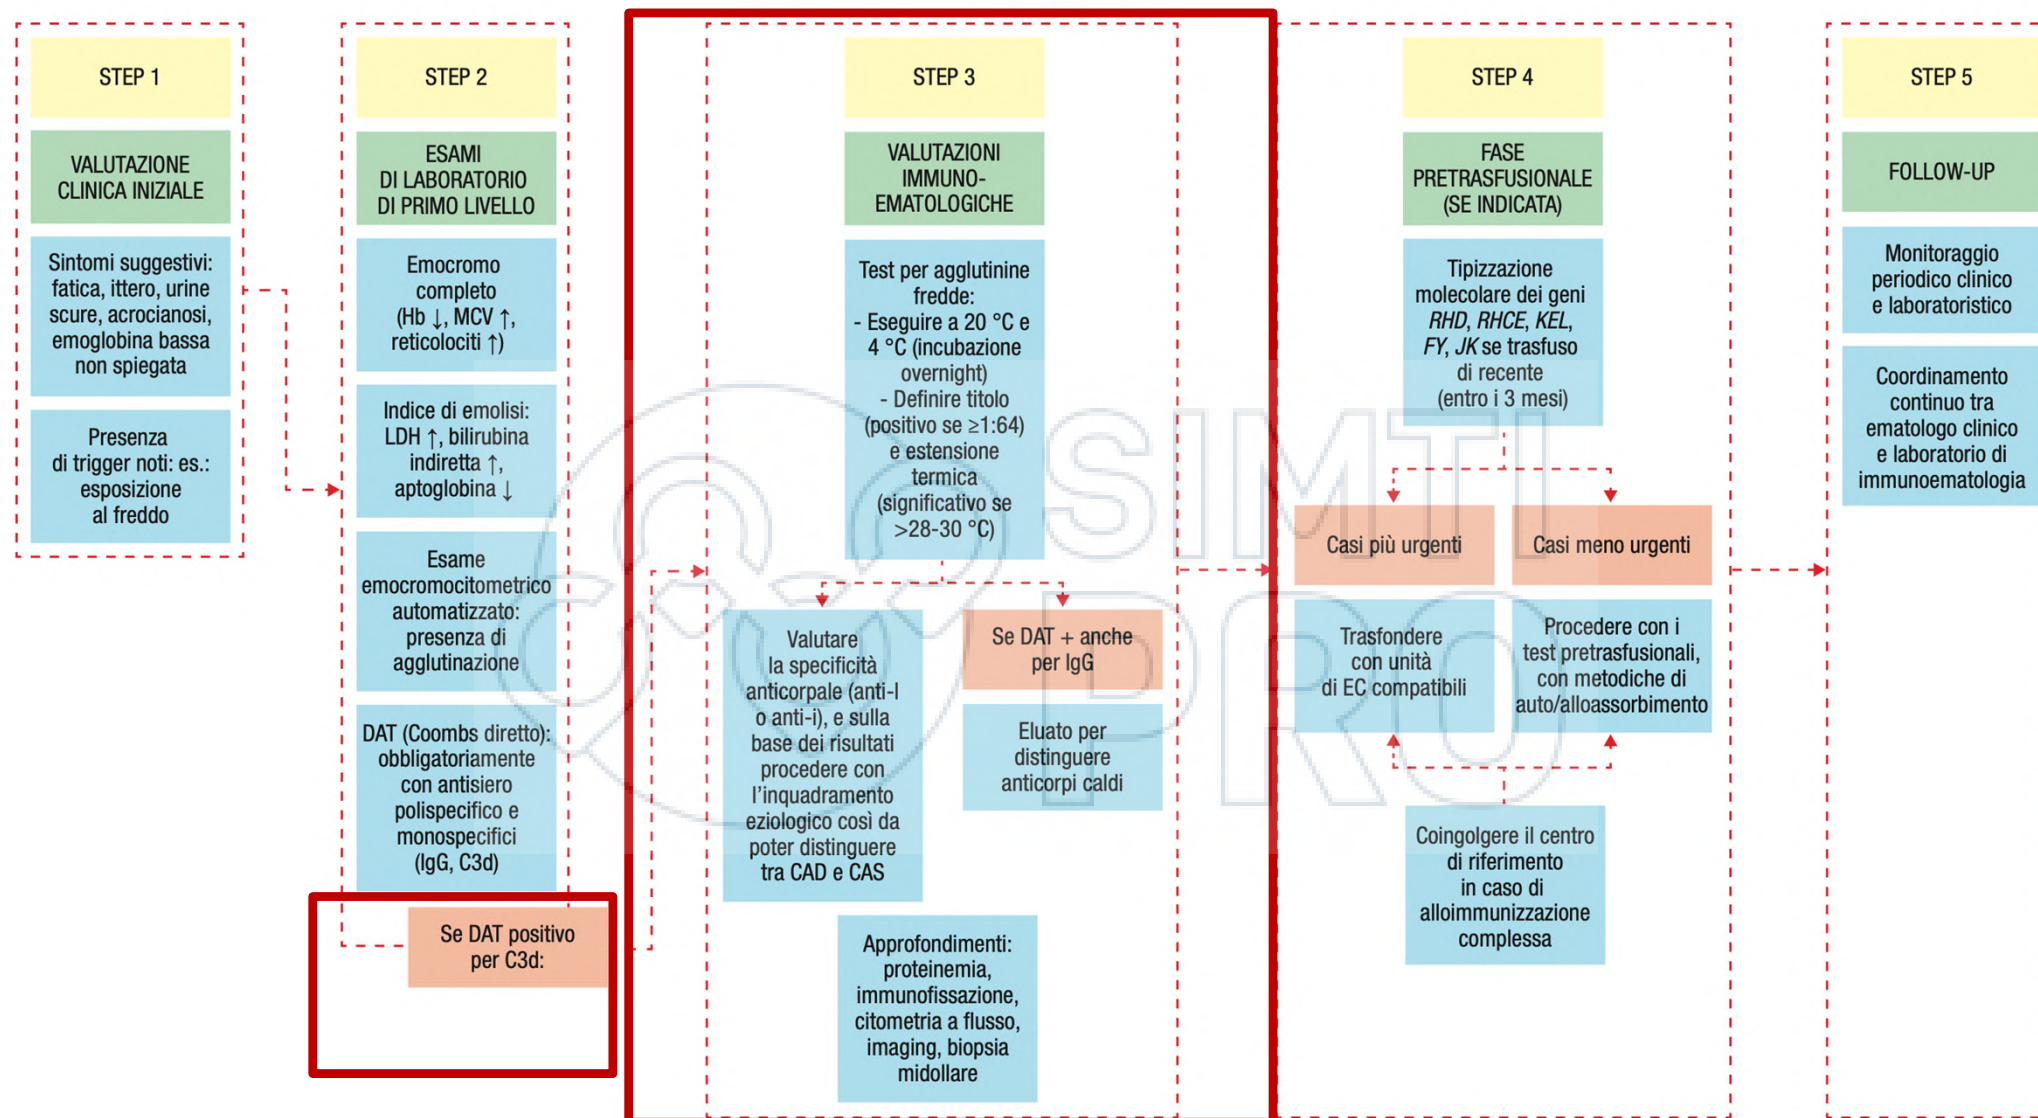 STEP 1
VALUTAZIONE
CLINICA INIZIALE
Sintomi suggestivi:
fatica, ittero, urine
scure, acrocianosi,
emoglobina bassa
non spiegata
Presenza
di trigger noti: es.:
esposizione
al freddo
STEP 2
ESAMI
DI LABORATORIO
DI PRIMO LIVELLO
Emocromo
completo
(Hb ↓, MCV ↑,
reticolociti ↑)
Indice di emolisi:
LDH ↑, bilirubina
indiretta ↑,
aptoglobina ↓
Esame
emocromocitometrico
automatizzato:
presenza di
agglutinazione
DAT (Coombs diretto):
obbligatoriamente
con antisiero
polispecifico e
monospecifici
(IgG, C3d)
Se DAT positivo
per C3d:
STEP 3
VALUTAZIONI
IMMUNO-
EMATOLOGICHE
Test per agglutinine
fredde:
- Eseguire a 20 °C e
4 °C (incubazione
overnight)
- Definire titolo
(positivo se ≥1:64)
e estensione
termica
(significativo se
>28-30 °C)
Valutare
la specificità
anticorpale (anti-I
o anti-i), e sulla
base dei risultati
procedere con
l'inquadramento
eziologico così da
poter distinguere
tra CAD e CAS
Se DAT + anche
per IgG
Eluato per
distinguere
anticorpi caldi
Approfondimenti:
proteinemia,
immunofissazione,
citometria a flusso,
imaging, biopsia
midollare
STEP 4
FASE
PRETRASFUSIONALE
(SE INDICATA)
Tipizzazione
molecolare dei geni
RHD, RHCE, KEL,
FY, JK se trasfuso
di recente
(entro i 3 mesi)
Casi più urgenti
Trasfondere
con unità
di EC compatibili
Casi meno urgenti
Procedere con i
test pretrasfusionali,
con metodiche di
auto/alloassorbimento
Coingolgere il centro
di riferimento
in caso di
alloimmunizzazione
complessa
STEP 5
FOLLOW-UP
Monitoraggio
periodico clinico
e laboratoristico
Coordinamento
continuo tra
ematologo clinico
e laboratorio di
immunoematologia
SIMTI
PRO